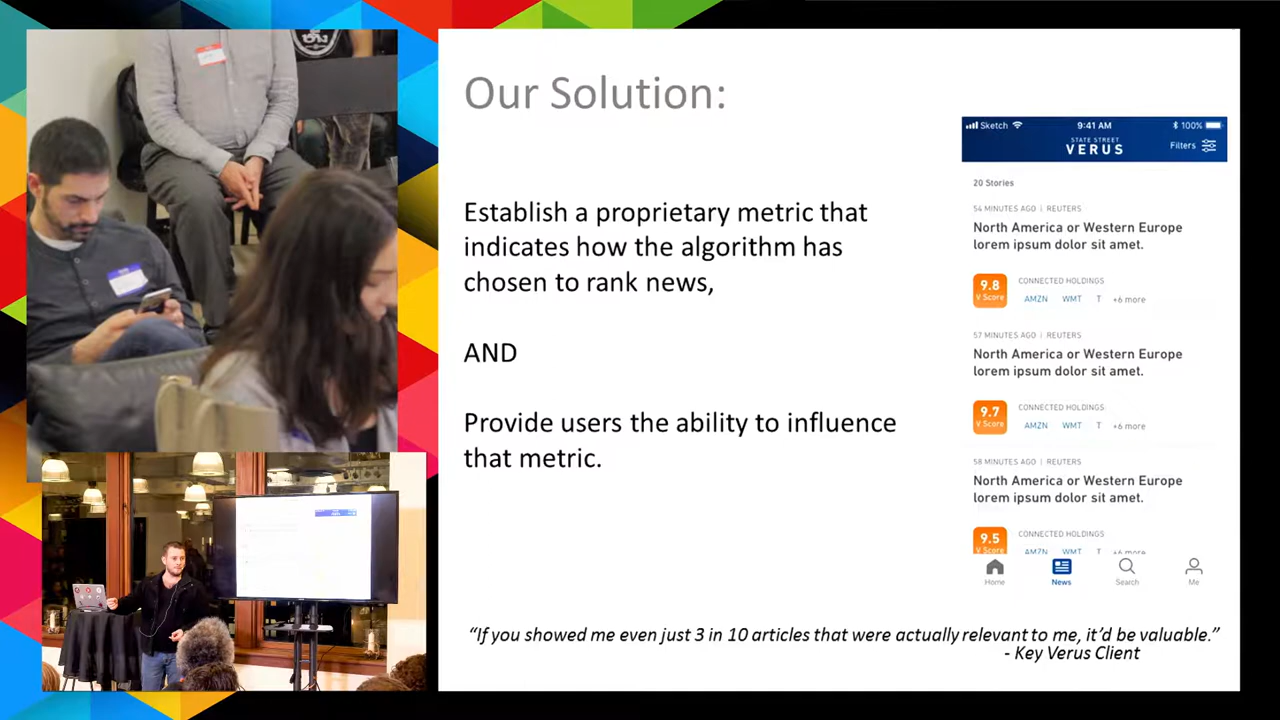 Our Solution:
Establish a proprietary metric that
indicates how the algorithm has
chosen to rank news,
AND
Provide users the ability to influence
that metric.
Sketch 9:41 AM 100%
STATE STREET
VERUS
Filters
20 Stories
54 MINUTES AGO | REUTERS
North America or Western Europe
lorem ipsum dolor sit amet.
9.8
V Score
CONNECTED HOLDINGS
AMZN WMT T +6 more
57 MINUTES AGO | REUTERS
North America or Western Europe
lorem ipsum dolor sit amet.
9.7
V Score
CONNECTED HOLDINGS
AMZN WMT T +6 more
58 MINUTES AGO | REUTERS
North America or Western Europe
lorem ipsum dolor sit amet.
9.5
V Score
CONNECTED HOLDINGS
AMZN WMT T +6 more
Home News Search Me
“If you showed me even just 3 in 10 articles that were actually relevant to me, it’d be valuable.”
- Key Verus Client